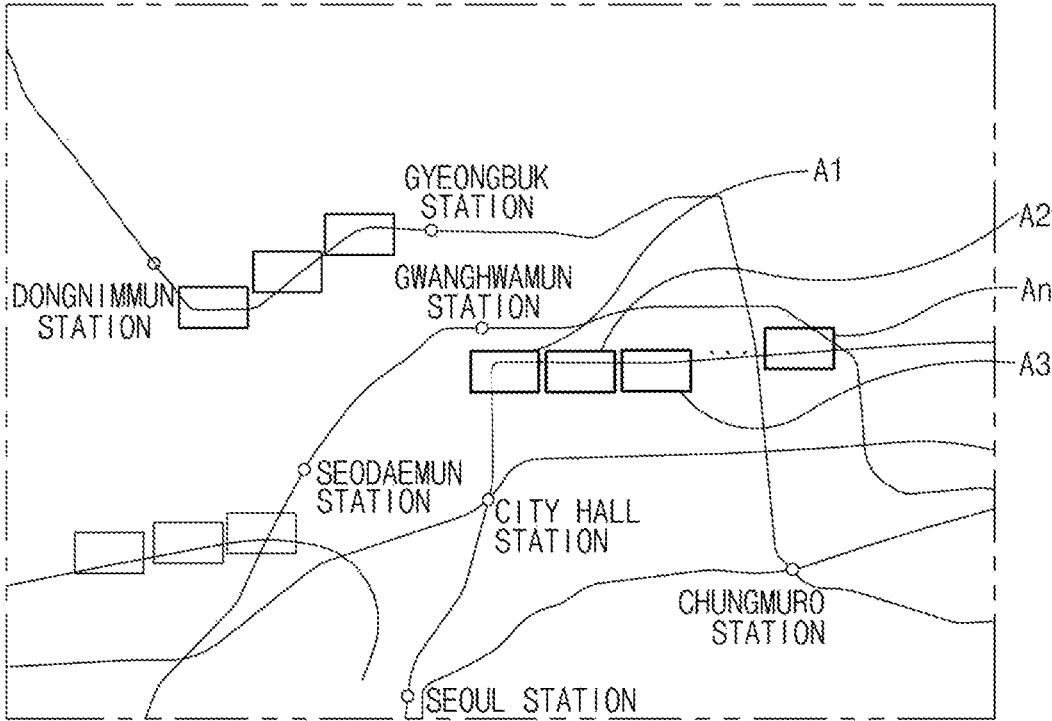 A1
GYEONGBUK
STATION
A2
GWANGHWAMUN
STATION
An
DONGNIMMUN
STATION
A3
SEODAEMUN
STATION
CITY HALL
STATION
CHUNGMURO
STATION
SEOUL STATION